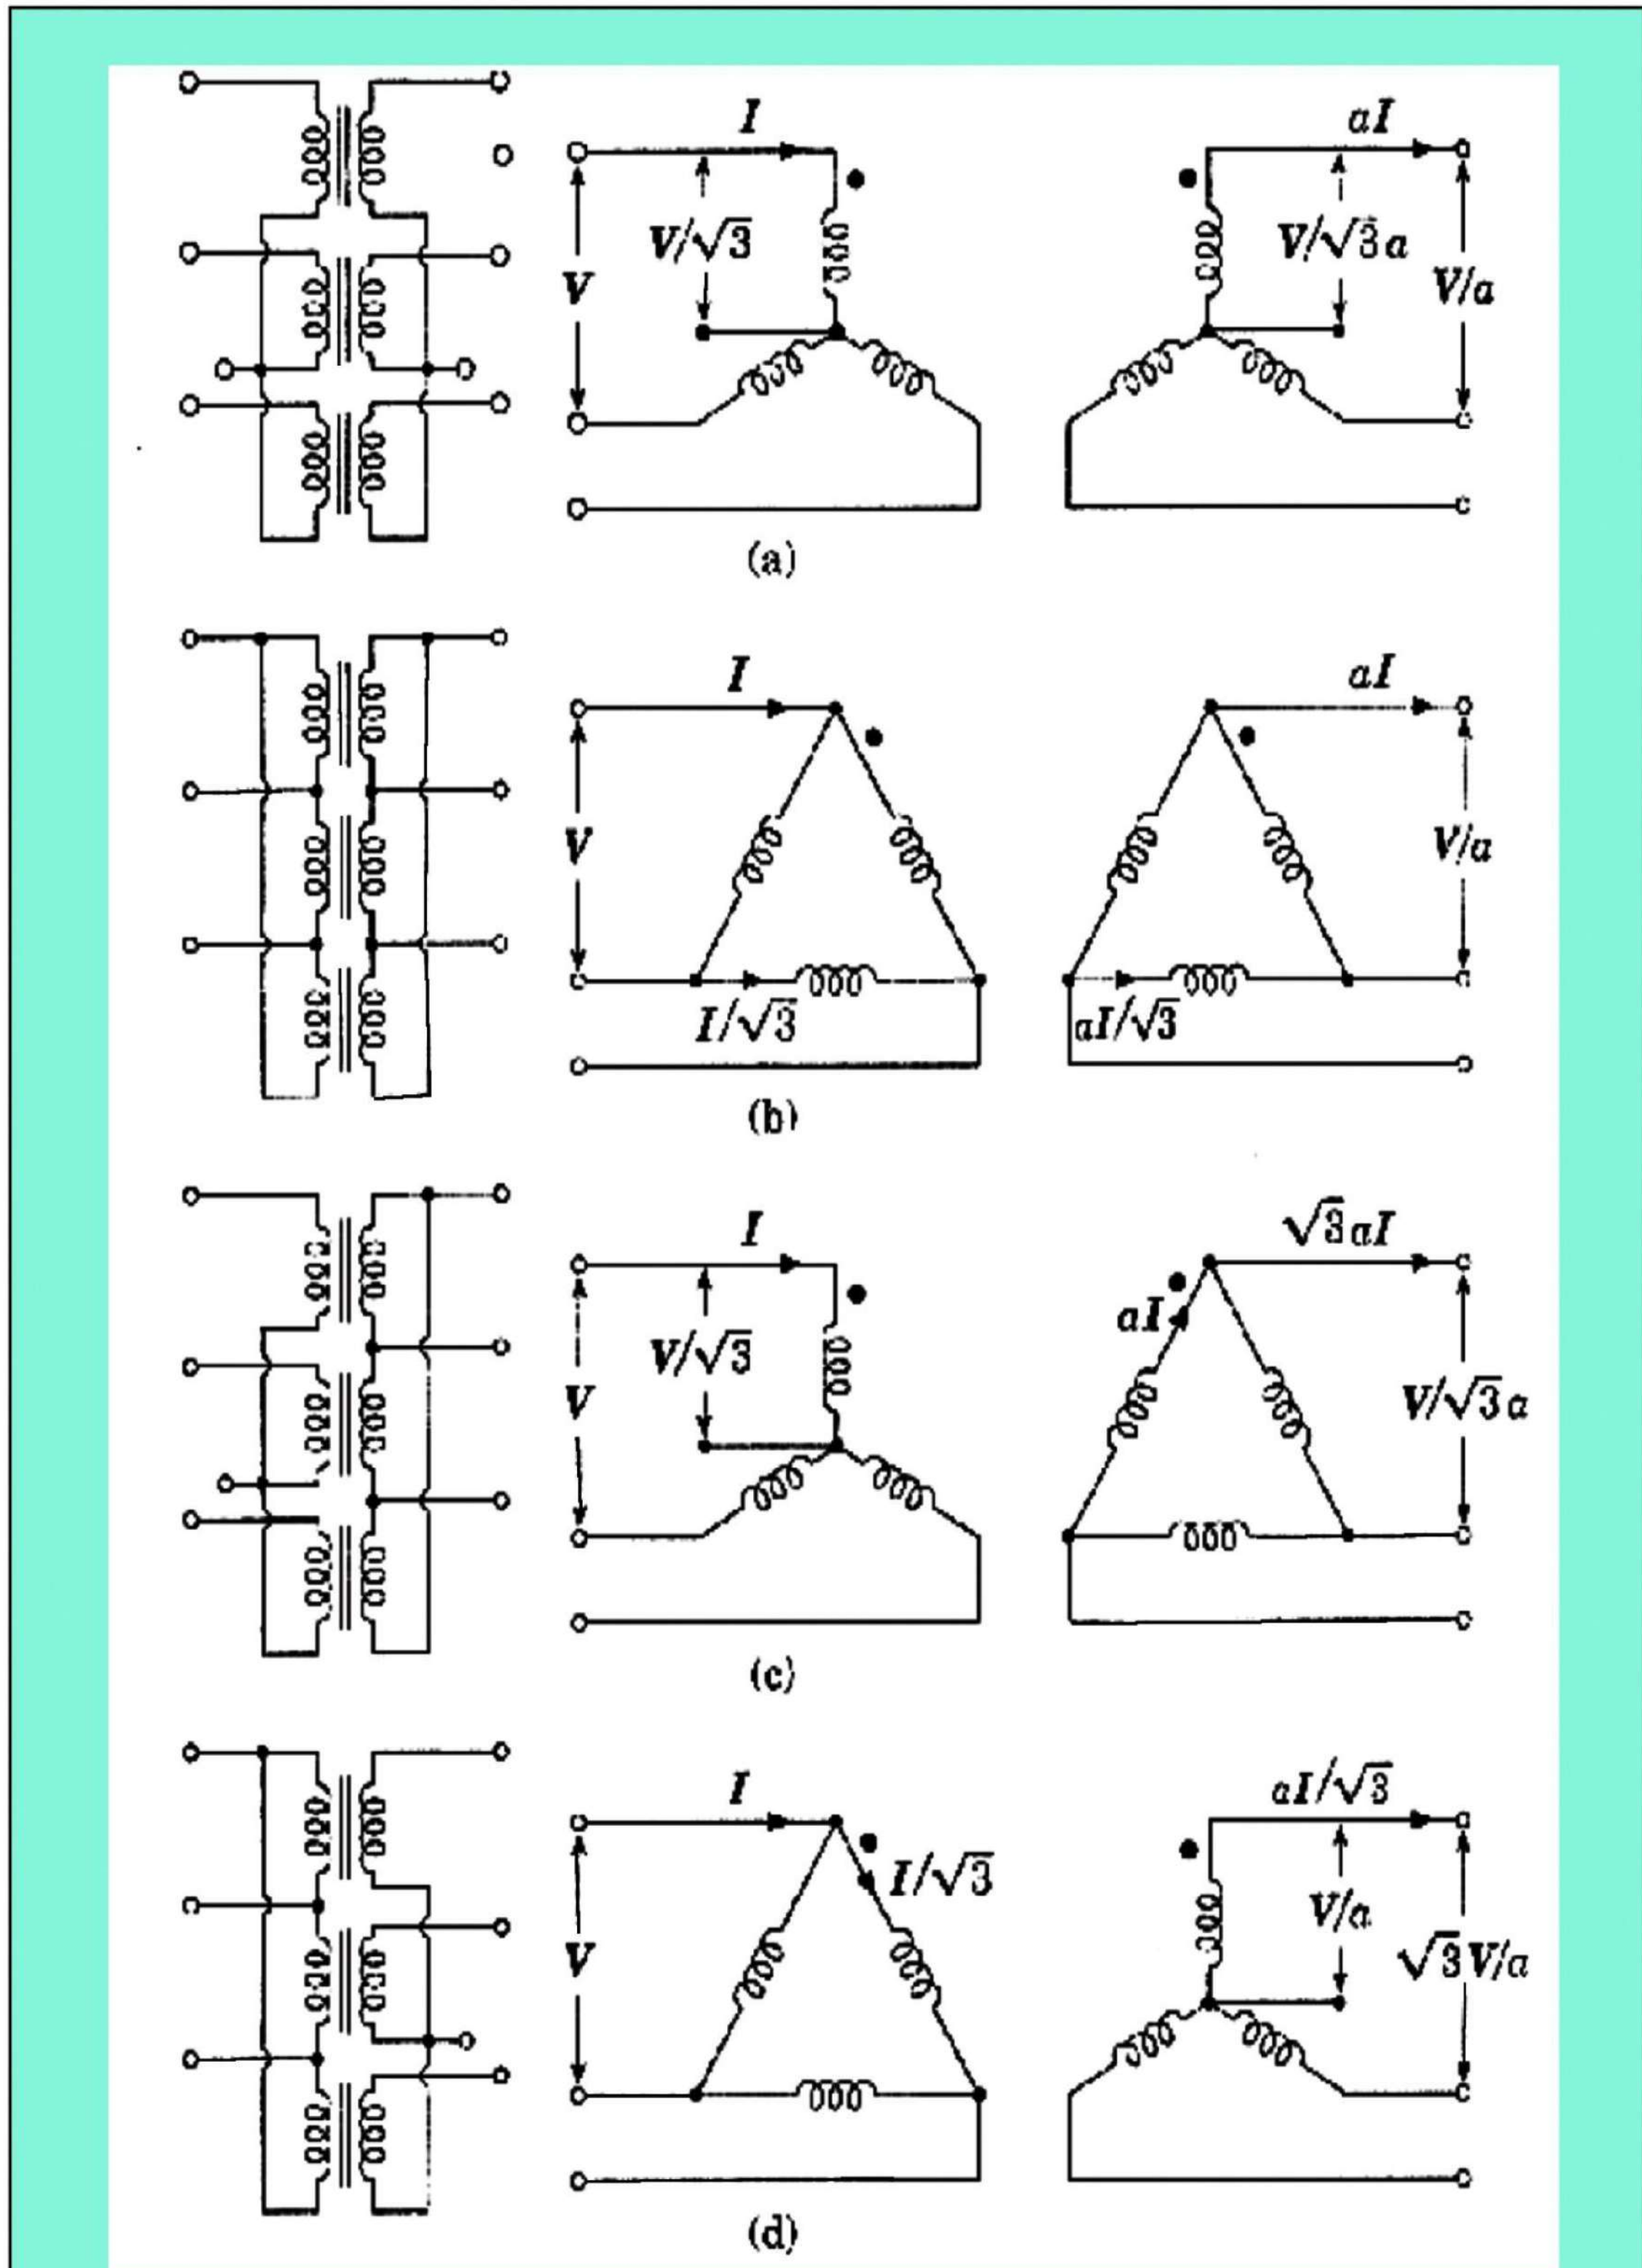 I
aI
V
V/√3
V/√3 a
V/a
(a)
I
aI
V
V/a
I/√3
aI/√3
(b)
I
√3 aI
V
V/√3
aI
V/√3 a
(c)
I
aI/√3
I/√3
V
V/a
√3 V/a
(d)